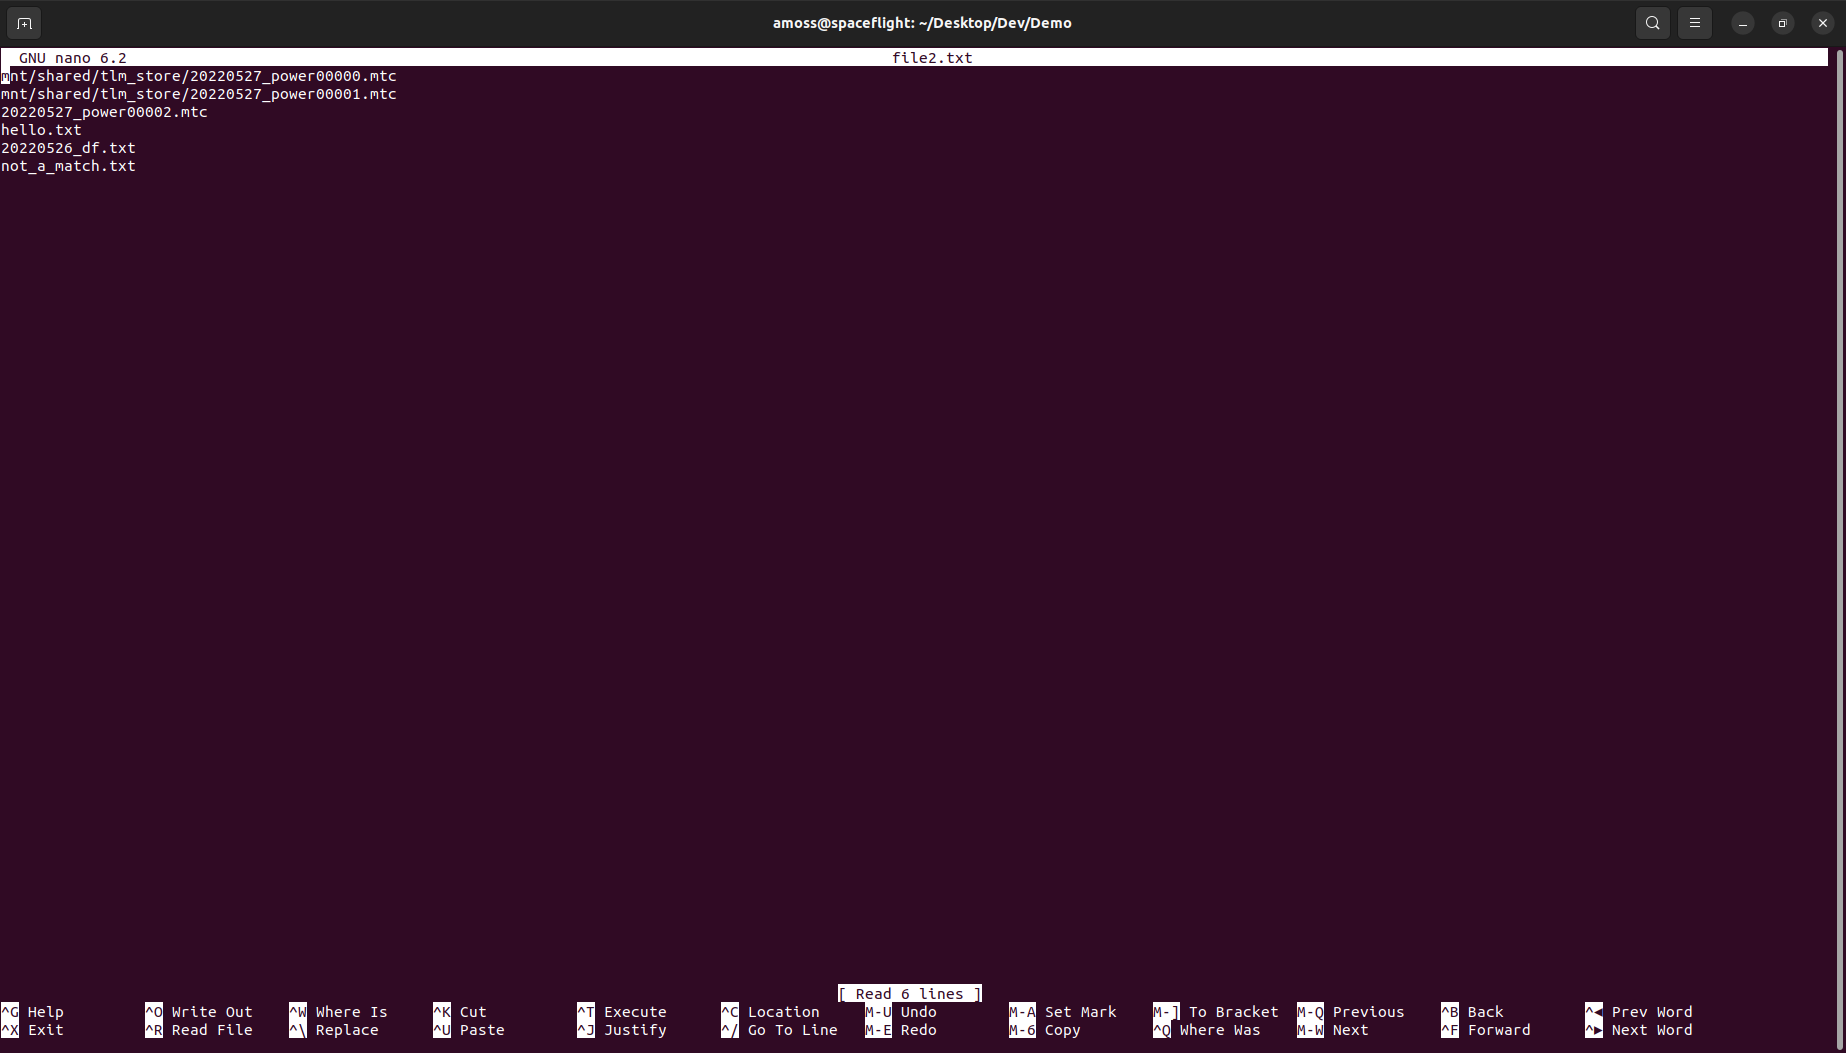 amoss@spaceflight: ~/Desktop/Dev/Demo
GNU nano 6.2 file2.txt
mnt/shared/tlm_store/20220527_power00000.mtc
mnt/shared/tlm_store/20220527_power00001.mtc
20220527_power00002.mtc
hello.txt
20220526_df.txt
not_a_match.txt
[ Read 6 lines ]
^G Help ^O Write Out ^W Where Is ^K Cut ^T Execute ^C Location M-U Undo M-A Set Mark M-] To Bracket M-Q Previous ^B Back ^◄ Prev Word
^X Exit ^R Read File ^\ Replace ^U Paste ^J Justify ^/ Go To Line M-E Redo M-6 Copy ^Q Where Was M-W Next ^F Forward ^► Next Word